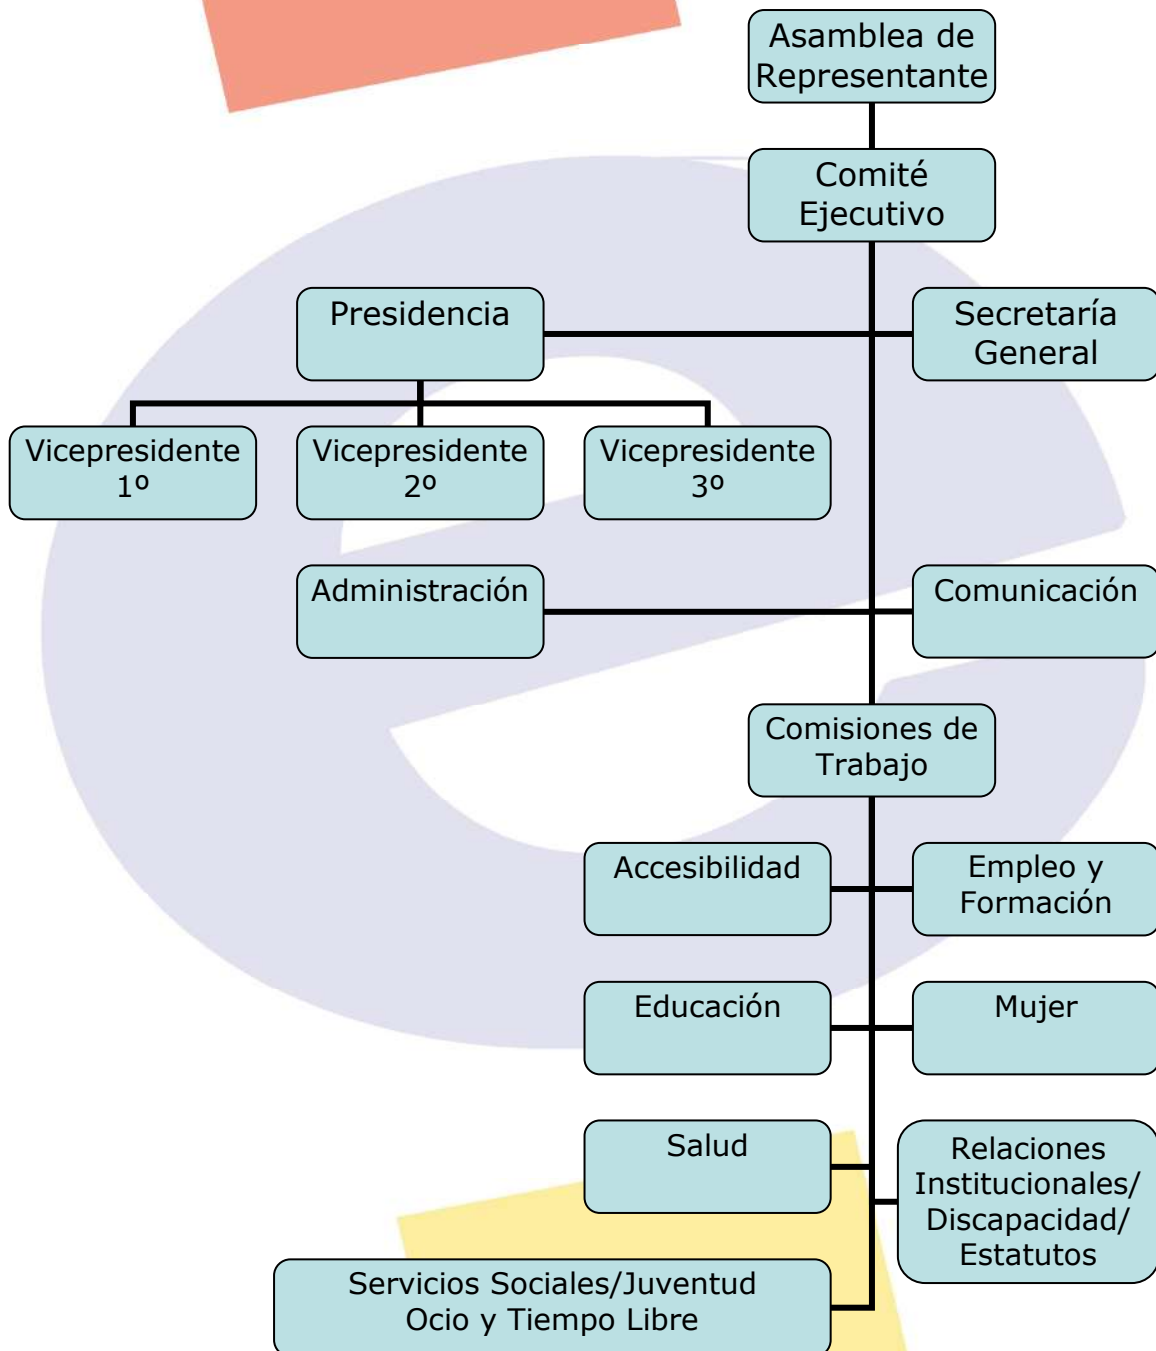 Asamblea de
Representante
Comité
Ejecutivo
Presidencia
Secretaría
General
Vicepresidente
1º
Vicepresidente
2º
Vicepresidente
3º
Administración
Comunicación
Comisiones de
Trabajo
Accesibilidad
Empleo y
Formación
Educación
Mujer
Salud
Relaciones
Institucionales/
Discapacidad/
Estatutos
Servicios Sociales/Juventud
Ocio y Tiempo Libre